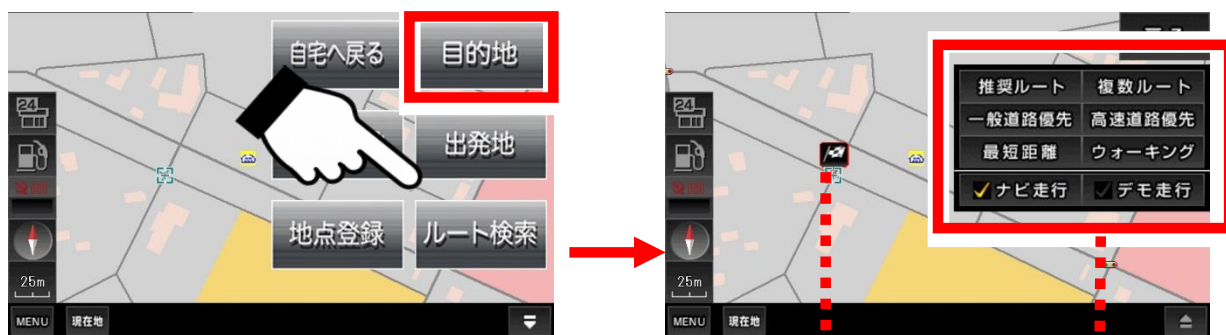 自宅へ戻る
目的地
出発地
地点登録
ルート検索
24
25m
MENU
現在地
推奨ルート
複数ルート
一般道路優先
高速道路優先
最短距離
ウォーキング
ナビ走行
デモ走行
24
25m
MENU
現在地